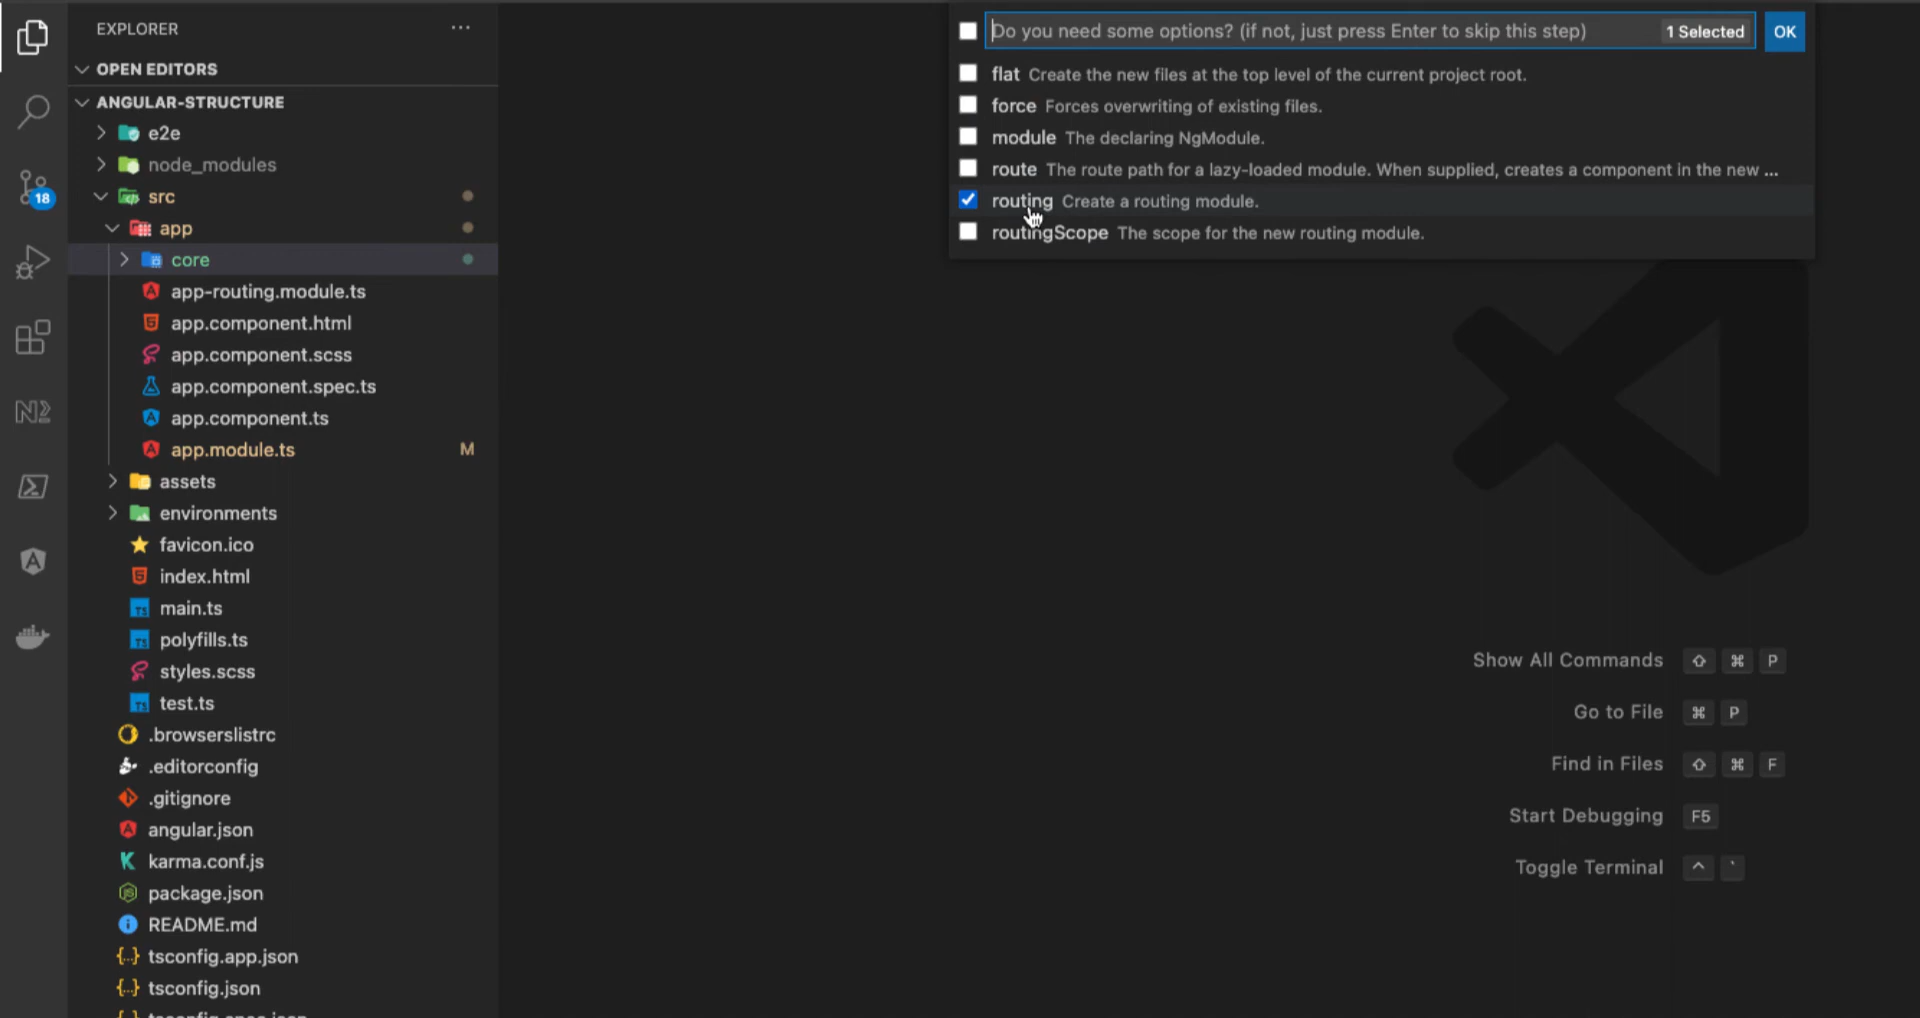 EXPLORER
OPEN EDITORS
ANGULAR-STRUCTURE
e2e
node_modules
18
src
app
core
app-routing.module.ts
app.component.html
app.component.scss
app.component.spec.ts
app.component.ts
app.module.ts M
assets
environments
favicon.ico
index.html
main.ts
polyfills.ts
styles.scss
test.ts
.browserslistrc
.editorconfig
.gitignore
angular.json
karma.conf.js
package.json
README.md
tsconfig.app.json
tsconfig.json
Do you need some options? (if not, just press Enter to skip this step) 1 Selected OK
flat Create the new files at the top level of the current project root.
force Forces overwriting of existing files.
module The declaring NgModule.
route The route path for a lazy-loaded module. When supplied, creates a component in the new ...
routing Create a routing module.
routingScope The scope for the new routing module.
Show All Commands ⇧ ⌘ P
Go to File ⌘ P
Find in Files ⇧ ⌘ F
Start Debugging F5
Toggle Terminal ^ `